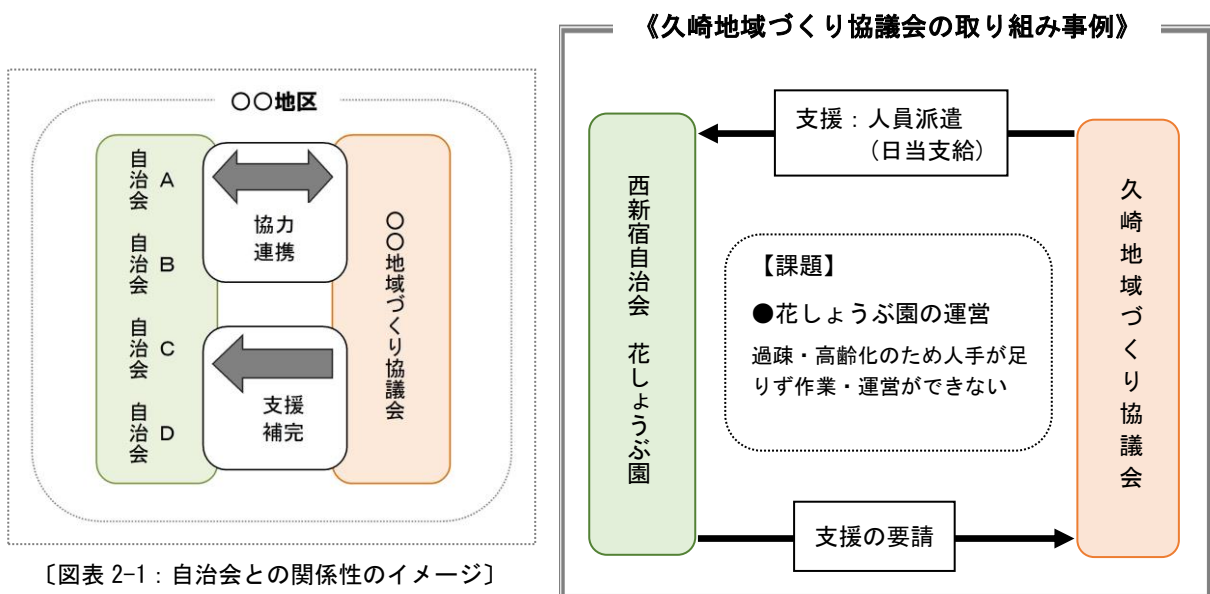 〇〇地区
自治会 A
自治会 B
自治会 C
自治会 D
協力
連携
支援
補完
〇〇地域づくり協議会
〔図表 2-1:自治会との関係性のイメージ〕
《久崎地域づくり協議会の取り組み事例》
支援:人員派遣
(日当支給)
西新宿自治会 花しょうぶ園
【課題】
●花しょうぶ園の運営
過疎・高齢化のため人手が足
りず作業・運営ができない
久崎地域づくり協議会
支援の要請